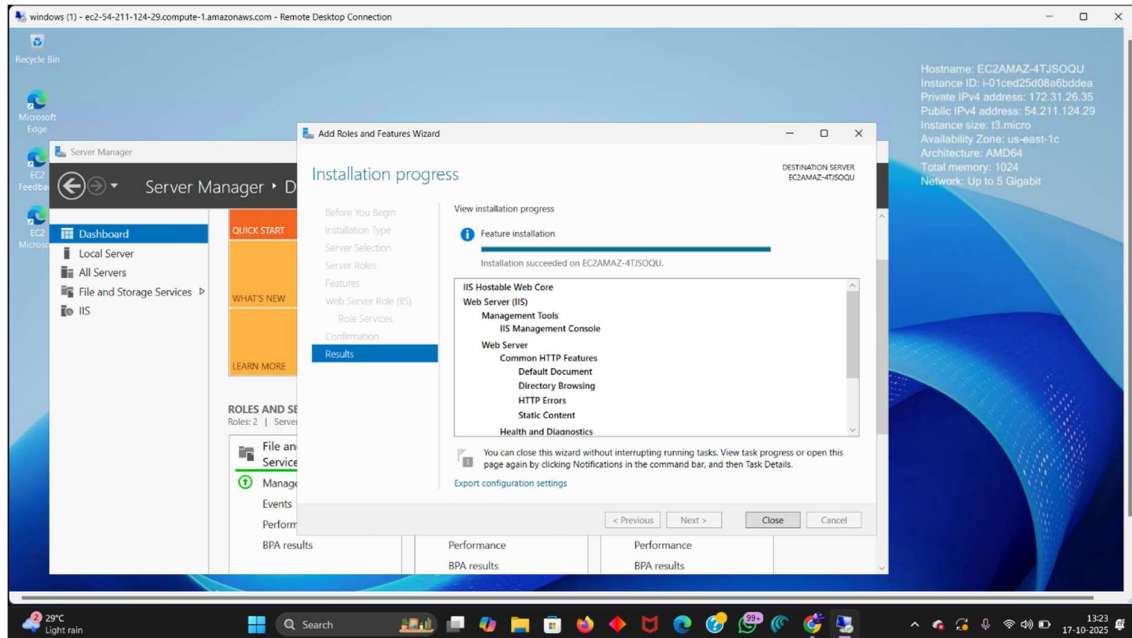 windows (1) - ec2-54-211-124-29.compute-1.amazonaws.com - Remote Desktop Connection
Recycle Bin
Microsoft
Edge
EC2
Feedba
EC2
Microso
Hostname: EC2AMAZ-4TJSOQU
Instance ID: i-01ced25d08a6bddea
Private IPv4 address: 172.31.26.35
Public IPv4 address: 54.211.124.29
Instance size: t3.micro
Availability Zone: us-east-1c
Architecture: AMD64
Total memory: 1024
Network: Up to 5 Gigabit
Server Manager
Server Manager • D
Dashboard
Local Server
All Servers
File and Storage Services
IIS
QUICK START
WHAT'S NEW
LEARN MORE
ROLES AND SE
Roles: 2 | Server
File an
Service
Manage
Events
Perform
BPA results
Performance
BPA results
Performance
BPA results
Add Roles and Features Wizard
Installation progress
DESTINATION SERVER
EC2AMAZ-4TJSOQU
Before You Begin
Installation Type
Server Selection
Server Roles
Features
Web Server Role (IIS)
Role Services
Confirmation
Results
View installation progress
Feature installation
Installation succeeded on EC2AMAZ-4TJSOQU.
IIS Hostable Web Core
Web Server (IIS)
Management Tools
IIS Management Console
Web Server
Common HTTP Features
Default Document
Directory Browsing
HTTP Errors
Static Content
Health and Diagnostics
You can close this wizard without interrupting running tasks. View task progress or open this
page again by clicking Notifications in the command bar, and then Task Details.
Export configuration settings
< Previous
Next >
Close
Cancel
2
29°C
Light rain
Search
99+
13:23
17-10-2025